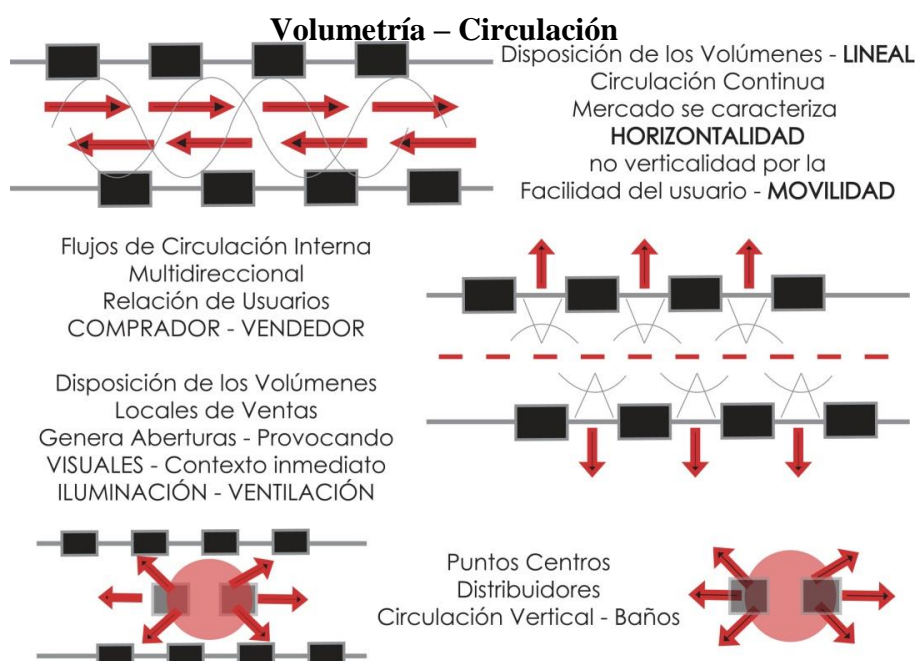 Volumetría – Circulación
Disposición de los Volúmenes - LINEAL
Circulación Continua
Mercado se caracteriza
HORIZONTALIDAD
no verticalidad por la
Facilidad del usuario - MOVILIDAD
Flujos de Circulación Interna
Multidireccional
Relación de Usuarios
COMPRADOR - VENDEDOR
Disposición de los Volúmenes
Locales de Ventas
Genera Aberturas - Provocando
VISUALES - Contexto inmediato
ILUMINACIÓN - VENTILACIÓN
Puntos Centros
Distribuidores
Circulación Vertical - Baños